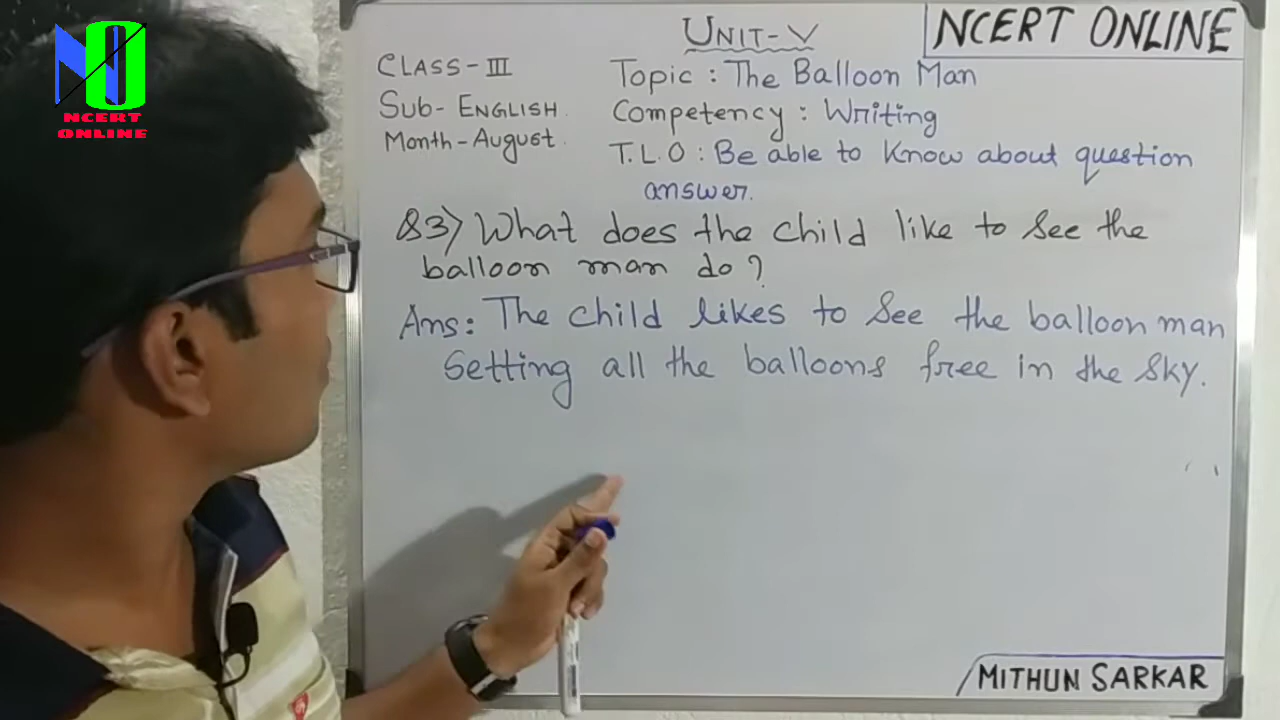 NO
NCERT
ONLINE
UNIT-V
NCERT ONLINE
CLASS-III
Sub-ENGLISH.
Month-August.
Topic: The Balloon Man
Competency: Writing
T.L.O: Be able to Know about question
answer.
Q3) What does the child like to see the
balloon man do?
Ans: The child likes to see the balloon man
Setting all the balloons free in the sky.
MITHUN SARKAR